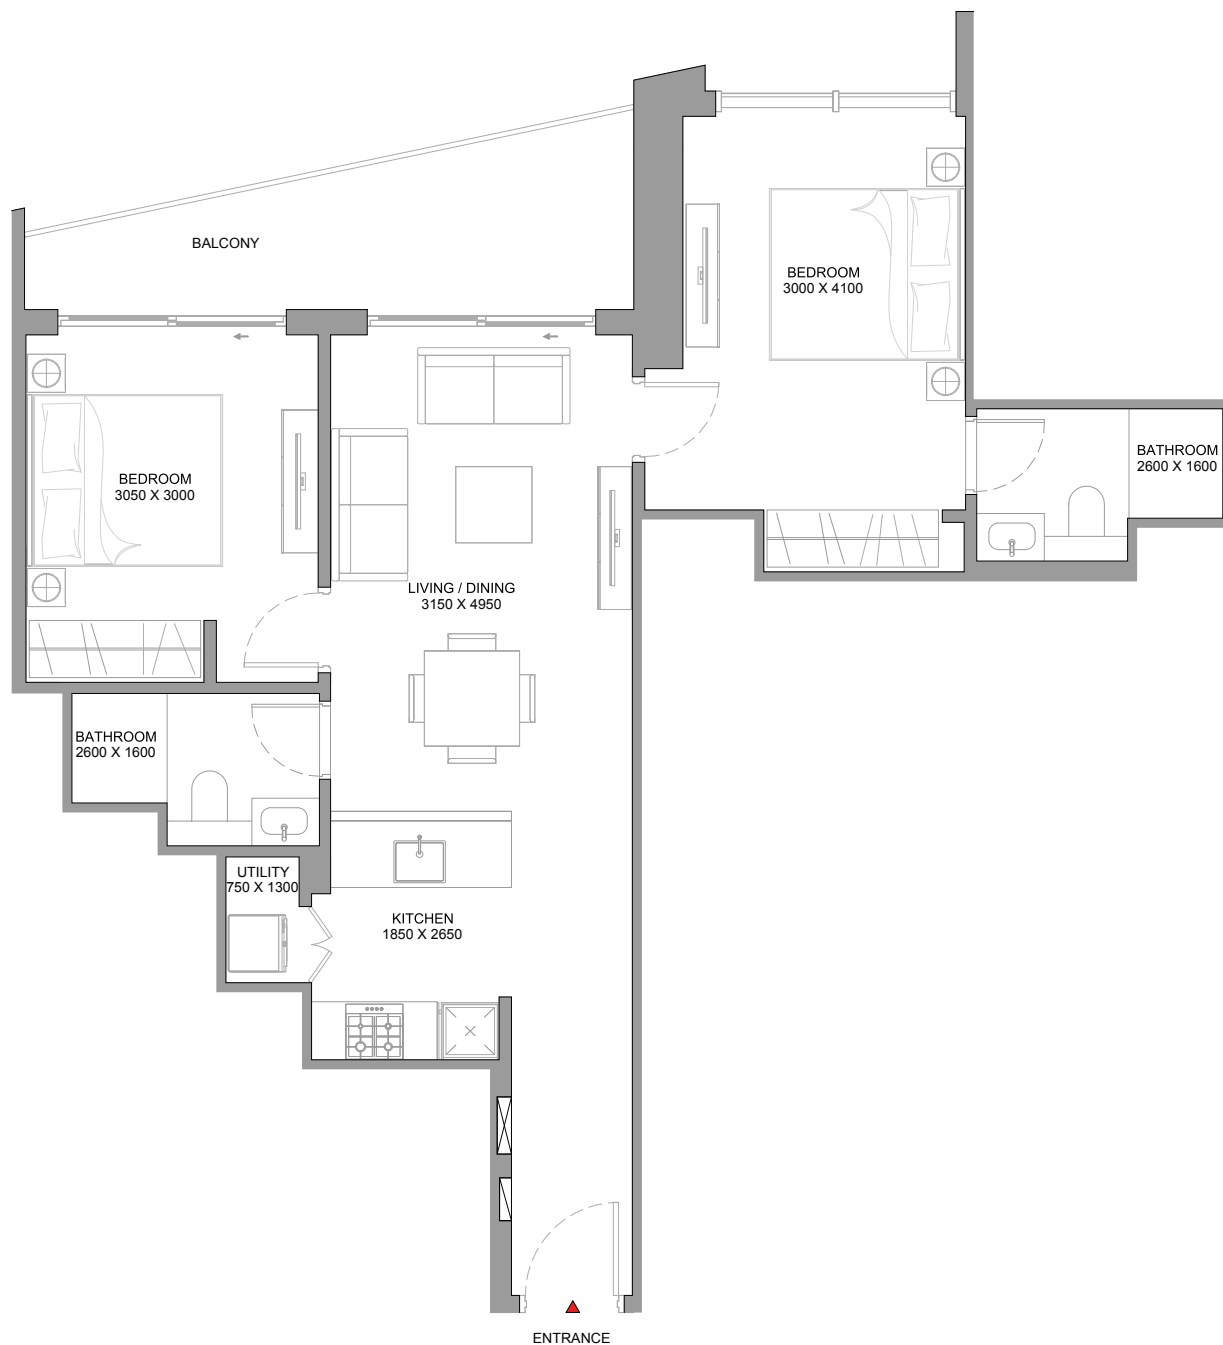 BALCONY
BEDROOM
3000 X 4100
BATHROOM
2600 X 1600
BEDROOM
3050 X 3000
LIVING / DINING
3150 X 4950
BATHROOM
2600 X 1600
UTILITY
750 X 1300
KITCHEN
1850 X 2650
ENTRANCE